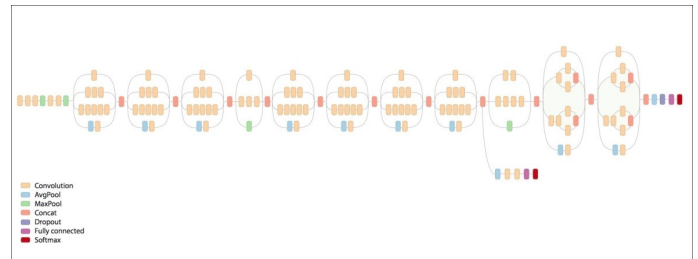 Convolution
AvgPool
MaxPool
Concat
Dropout
Fully connected
Softmax